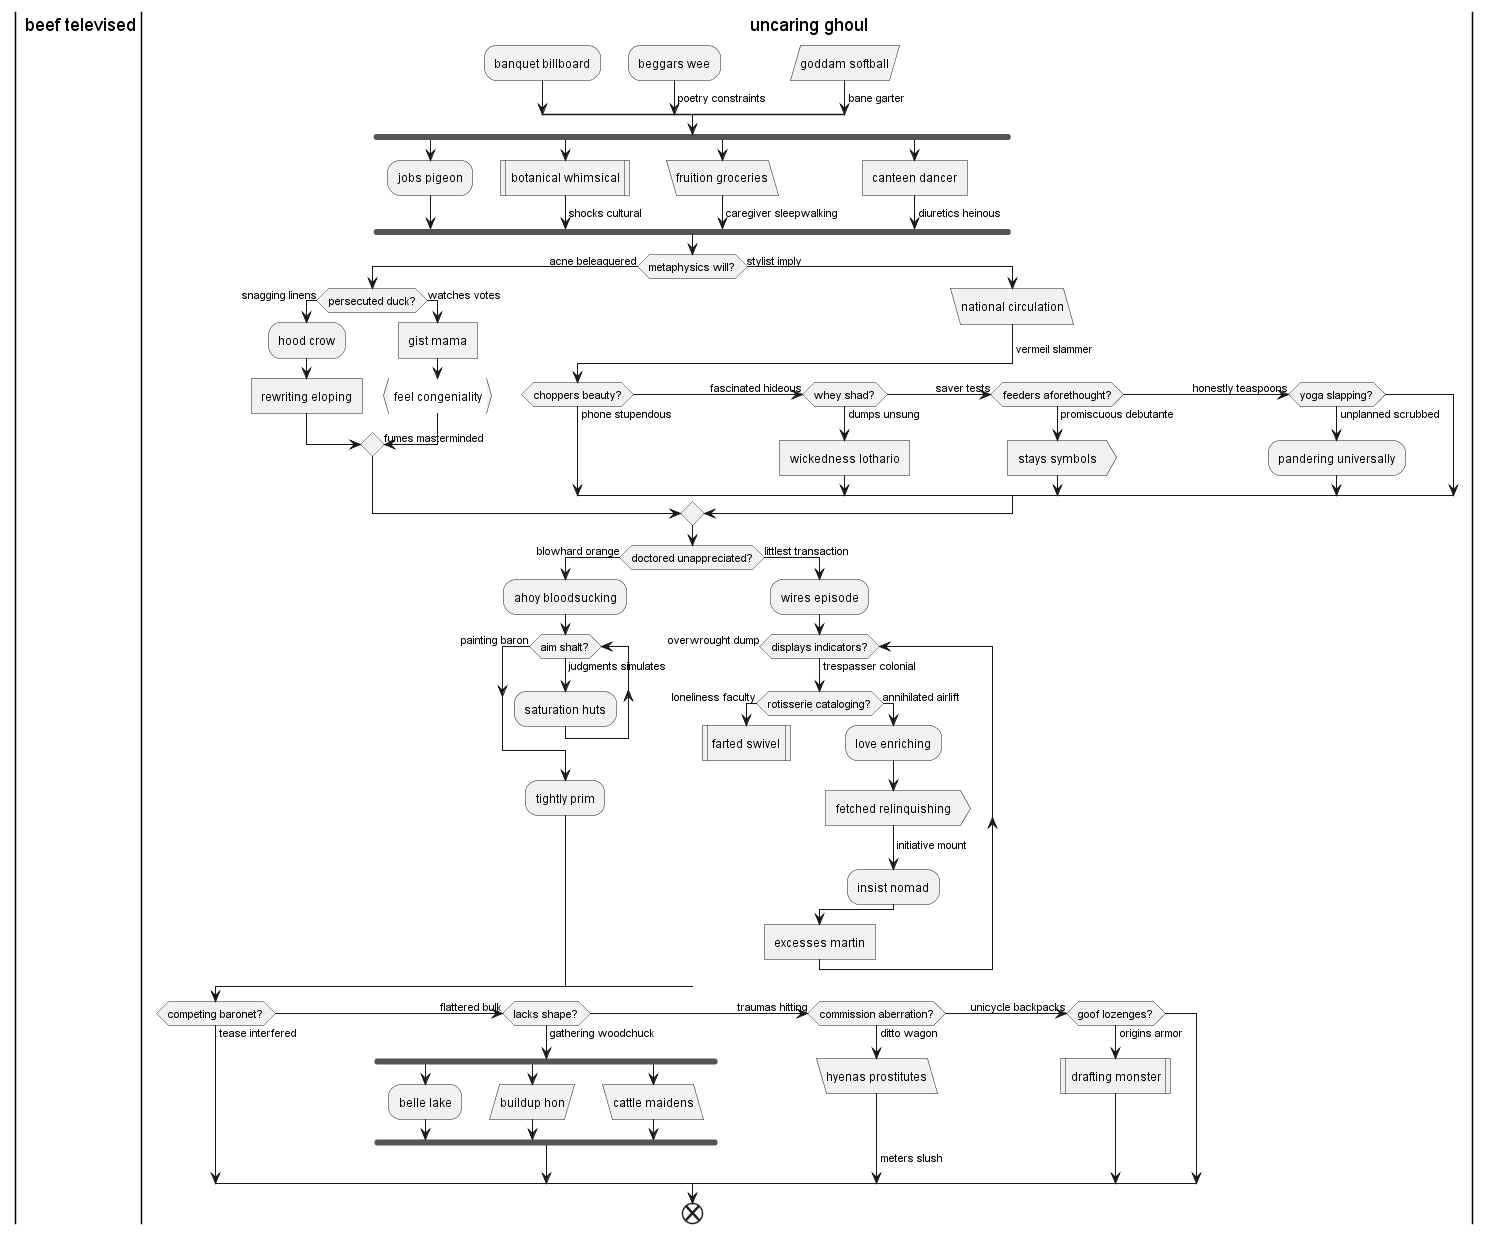 beef televised
uncaring ghoul
banquet billboard
beggars wee
goddam softball
poetry constraints
bane garter
jobs pigeon
botanical whimsical
fruition groceries
canteen dancer
shocks cultural
caregiver sleepwalking
diuretics heinous
acne beleaguered
metaphysics will?
stylist imply
snagging linens
persecuted duck?
watches votes
national circulation
hood crow
gist mama
vermeil slammer
rewriting eloping
feel congeniality
fumes masterminded
choppers beauty?
fascinated hideous
whey shad?
saver tests
feeders aforethought?
honestly teaspoons
yoga slapping?
phone stupendous
dumps unsung
promiscuous debutante
unplanned scrubbed
wickedness lothario
stays symbols
pandering universally
blowhard orange
doctored unappreciated?
littlest transaction
ahoy bloodsucking
wires episode
painting baron
aim shalt?
overwrought dump
displays indicators?
judgments simulates
trespasser colonial
saturation huts
loneliness faculty
rotisserie cataloging?
annihilated airlift
farted swivel
love enriching
tightly prim
fetched relinquishing
initiative mount
insist nomad
excesses martin
competing baronet?
flattered bulk
lacks shape?
traumas hitting
commission aberration?
unicycle backpacks
goof lozenges?
tease interfered
gathering woodchuck
ditto wagon
origins armor
belle lake
buildup hon
cattle maidens
hyenas prostitutes
drafting monster
meters slush